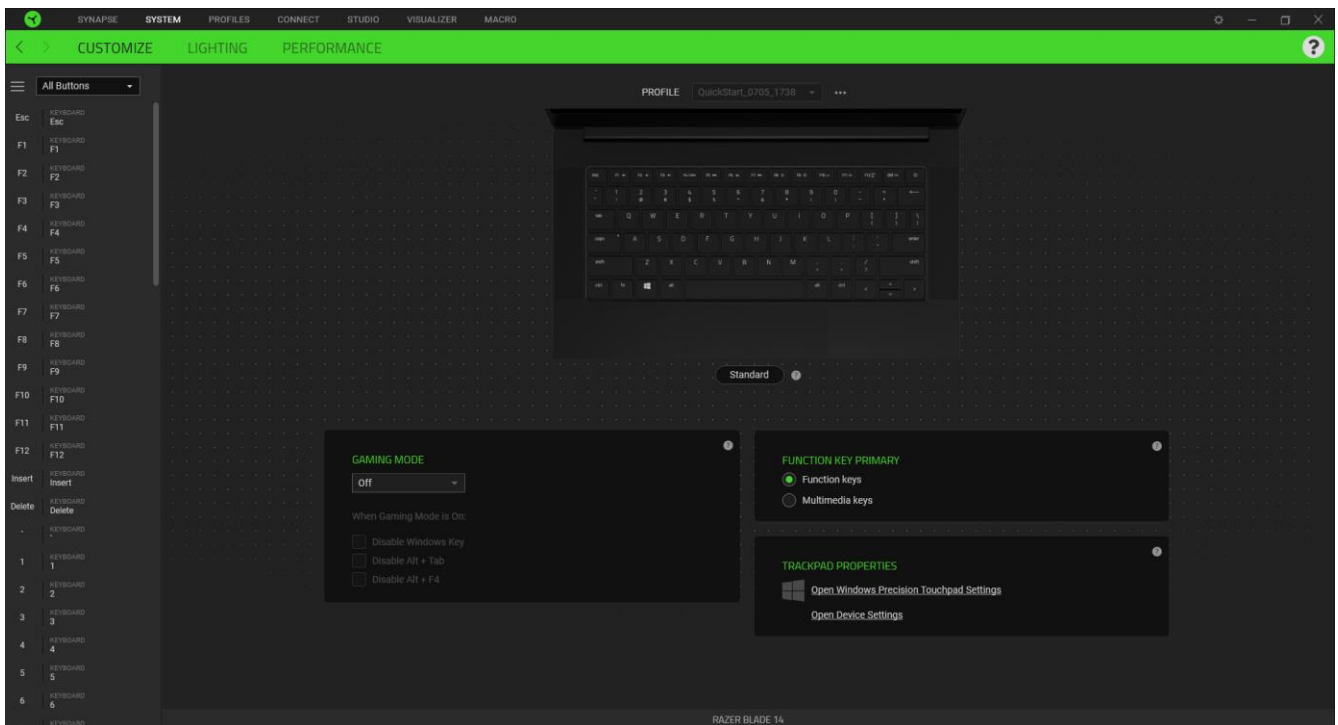 SYNAPSE SYSTEM PROFILES CONNECT STUDIO VISUALIZER MACRO
CUSTOMIZE LIGHTING PERFORMANCE ?
All Buttons
PROFILE QuickStart_0705_1738 •••
Esc KEYBOARD
Esc
F1 KEYBOARD
F1
F2 KEYBOARD
F2
F3 KEYBOARD
F3
F4 KEYBOARD
F4
F5 KEYBOARD
F5
F6 KEYBOARD
F6
F7 KEYBOARD
F7
F8 KEYBOARD
F8
F9 KEYBOARD
F9
F10 KEYBOARD
F10
F11 KEYBOARD
F11
F12 KEYBOARD
F12
Insert KEYBOARD
Insert
Delete KEYBOARD
Delete
KEYBOARD
1 KEYBOARD
1
2 KEYBOARD
2
3 KEYBOARD
3
4 KEYBOARD
4
5 KEYBOARD
5
6 KEYBOARD
6
KEYBOARD
Q W E R T Y U I O P
A S D F G H J K L
Z X C V B N M
Standard ?
GAMING MODE ?
Off
When Gaming Mode is On:
Disable Windows Key
Disable Alt + Tab
Disable Alt + F4
FUNCTION KEY PRIMARY ?
Function keys
Multimedia keys
TRACKPAD PROPERTIES ?
Open Windows Precision Touchpad Settings
Open Device Settings
RAZER BLADE 14